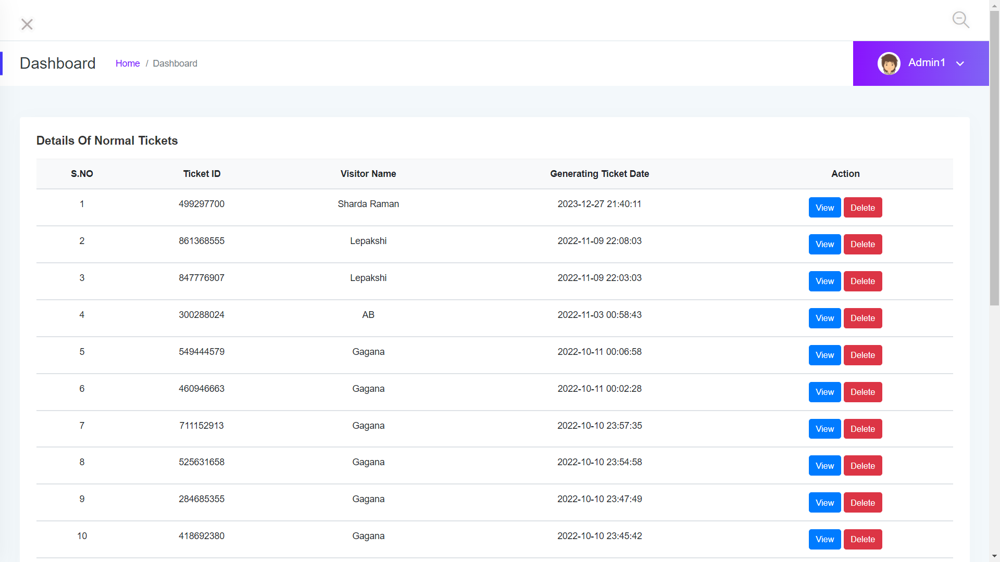 Dashboard Home / Dashboard Admin1
Details Of Normal Tickets
S.NO Ticket ID Visitor Name Generating Ticket Date Action
1 499297700 Sharda Raman 2023-12-27 21:40:11 View Delete
2 861368555 Lepakshi 2022-11-09 22:08:03 View Delete
3 847776907 Lepakshi 2022-11-09 22:03:03 View Delete
4 300288024 AB 2022-11-03 00:58:43 View Delete
5 549444579 Gagana 2022-10-11 00:06:58 View Delete
6 460946663 Gagana 2022-10-11 00:02:28 View Delete
7 711152913 Gagana 2022-10-10 23:57:35 View Delete
8 525631658 Gagana 2022-10-10 23:54:58 View Delete
9 284685355 Gagana 2022-10-10 23:47:49 View Delete
10 418692380 Gagana 2022-10-10 23:45:42 View Delete